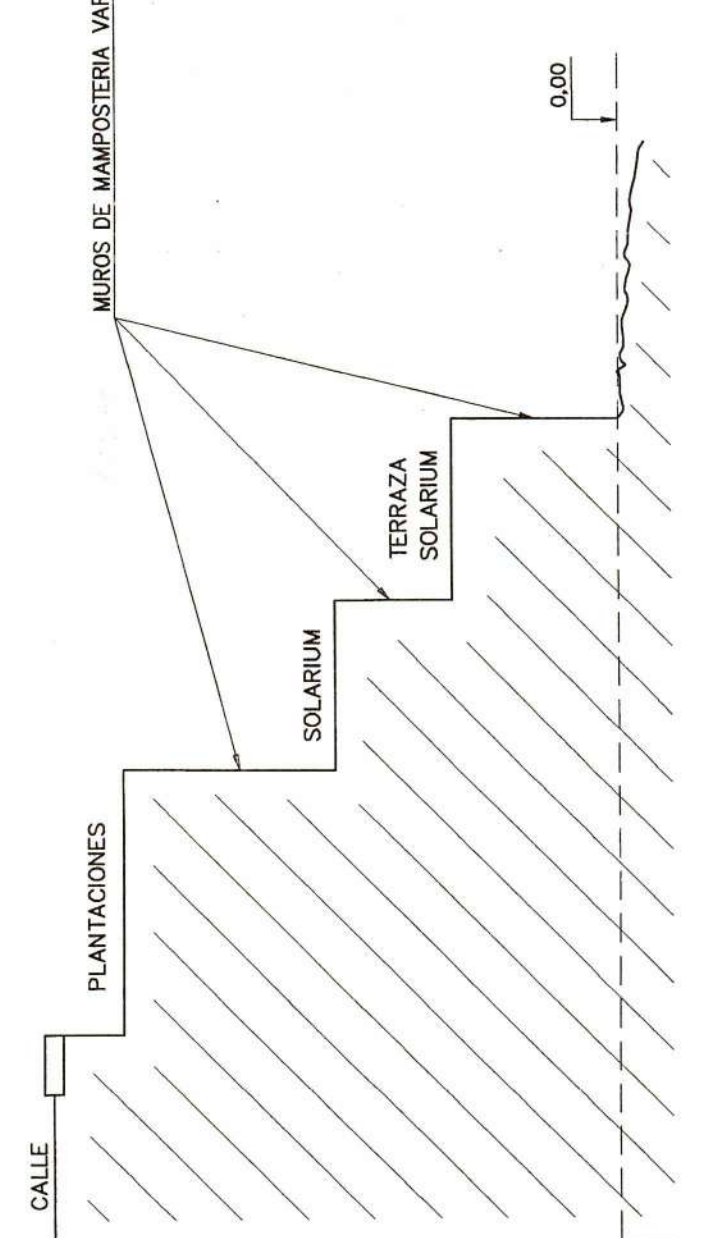 MUROS DE MAMPOSTERIA
0,00
TERRAZA
SOLARIUM
SOLARIUM
PLANTACIONES
CALLE